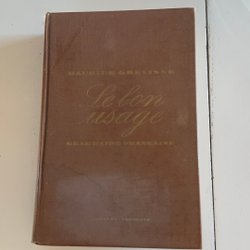 MAURICE GREVISSE
Le bon
usage
GRAMMAIRE FRANÇAISE